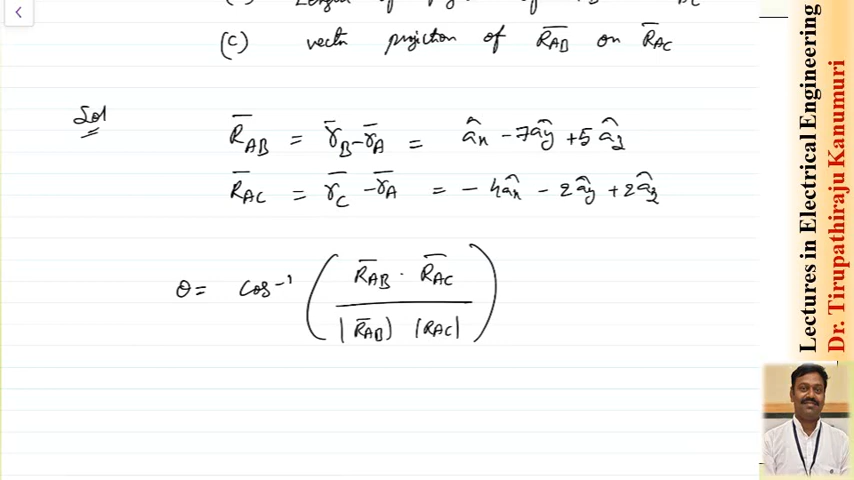 (c) vector projection of R̅AB on R̅AC
Sol
R̅AB = r̅B - r̅A = âx - 7ây + 5âz
R̅AC = r̅C - r̅A = - 4âx - 2ây + 2âz
θ = cos⁻¹ ( R̅AB · R̅AC / |R̅AB| |RAC| )
Lectures in Electrical Engineering
Dr. Tirupathiraju Kanumuri